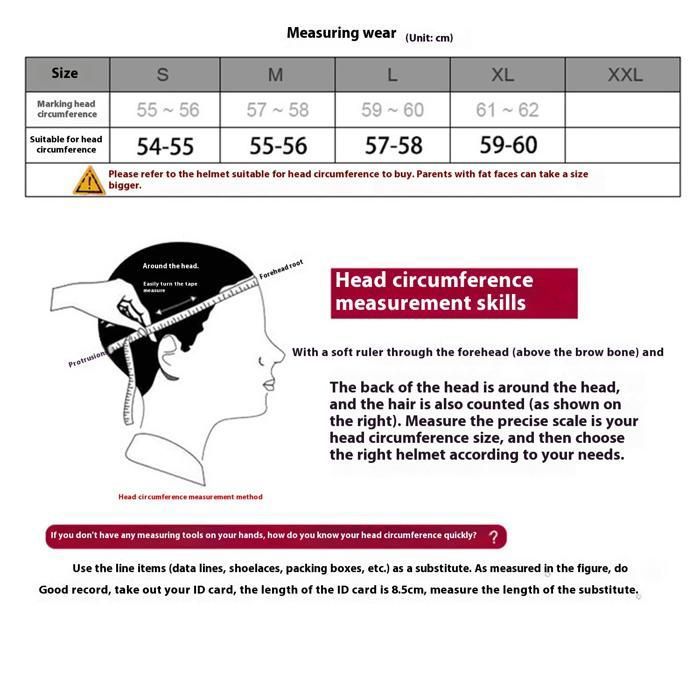 Measuring wear (Unit: cm)
Size S M L XL XXL
Marking head circumference 55 ~ 56 57 ~ 58 59 ~ 60 61 ~ 62
Suitable for head circumference 54-55 55-56 57-58 59-60
Please refer to the helmet suitable for head circumference to buy. Parents with fat faces can take a size
bigger.
Around the head.
Easily turn the tape
measure
Forehead root
Protrusion
Head circumference measurement method
Head circumference
measurement skills
With a soft ruler through the forehead (above the brow bone) and
The back of the head is around the head,
and the hair is also counted (as shown on
the right). Measure the precise scale is your
head circumference size, and then choose
the right helmet according to your needs.
If you don't have any measuring tools on your hands, how do you know your head circumference quickly? ?
Use the line items (data lines, shoelaces, packing boxes, etc.) as a substitute. As measured in the figure, do
Good record, take out your ID card, the length of the ID card is 8.5cm, measure the length of the substitute.